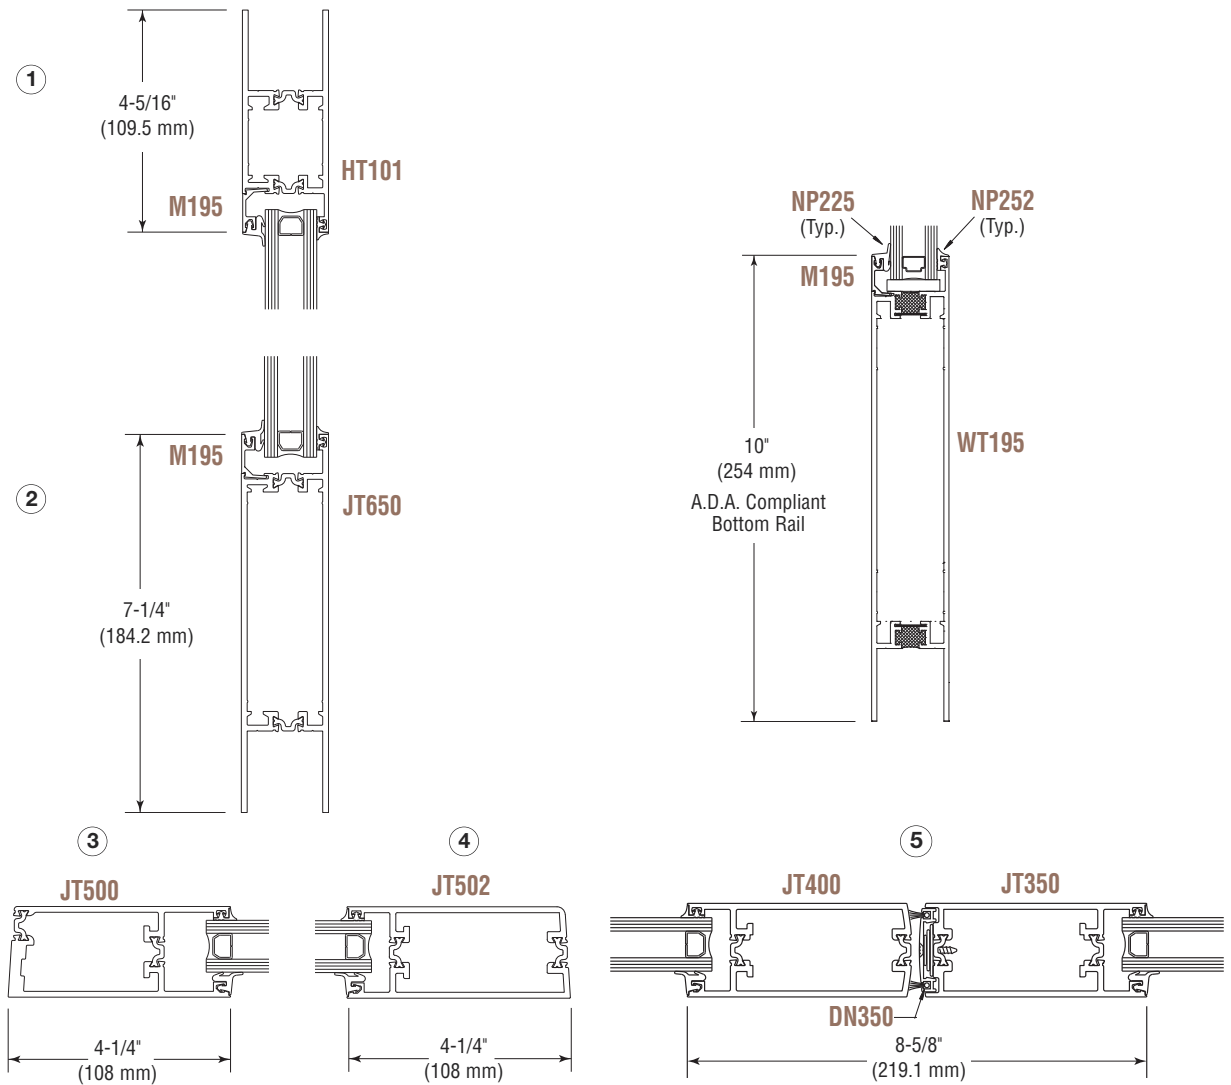 1
4-5/16"
(109.5 mm)
HT101
M195
2
M195
JT650
7-1/4"
(184.2 mm)
NP225
(Typ.)
NP252
(Typ.)
M195
WT195
10"
(254 mm)
A.D.A. Compliant
Bottom Rail
3
JT500
4-1/4"
(108 mm)
4
JT502
4-1/4"
(108 mm)
5
JT400
JT350
DN350
8-5/8"
(219.1 mm)